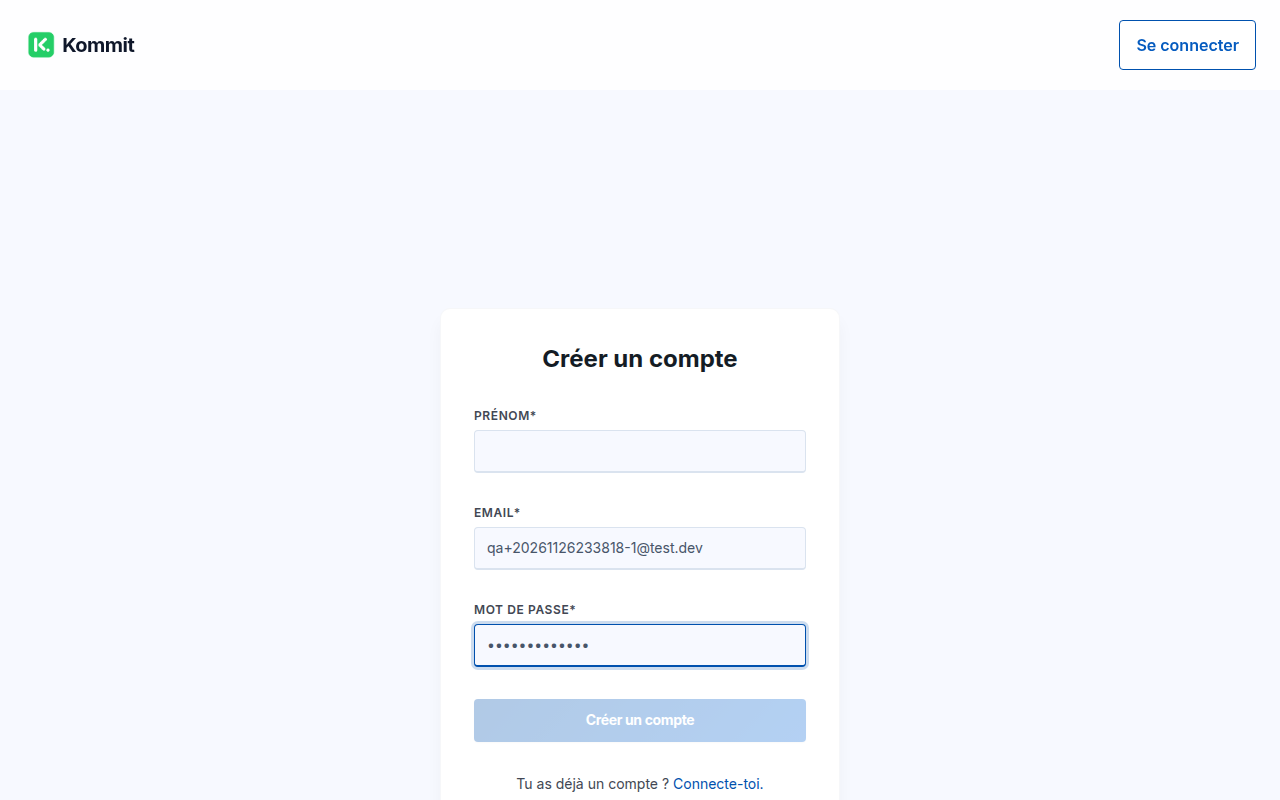 Kommit
Se connecter
Créer un compte
PRÉNOM*
EMAIL*
qa+20261126233818-1@test.dev
MOT DE PASSE*
•••••••••••••
Créer un compte
Tu as déjà un compte ? Connecte-toi.